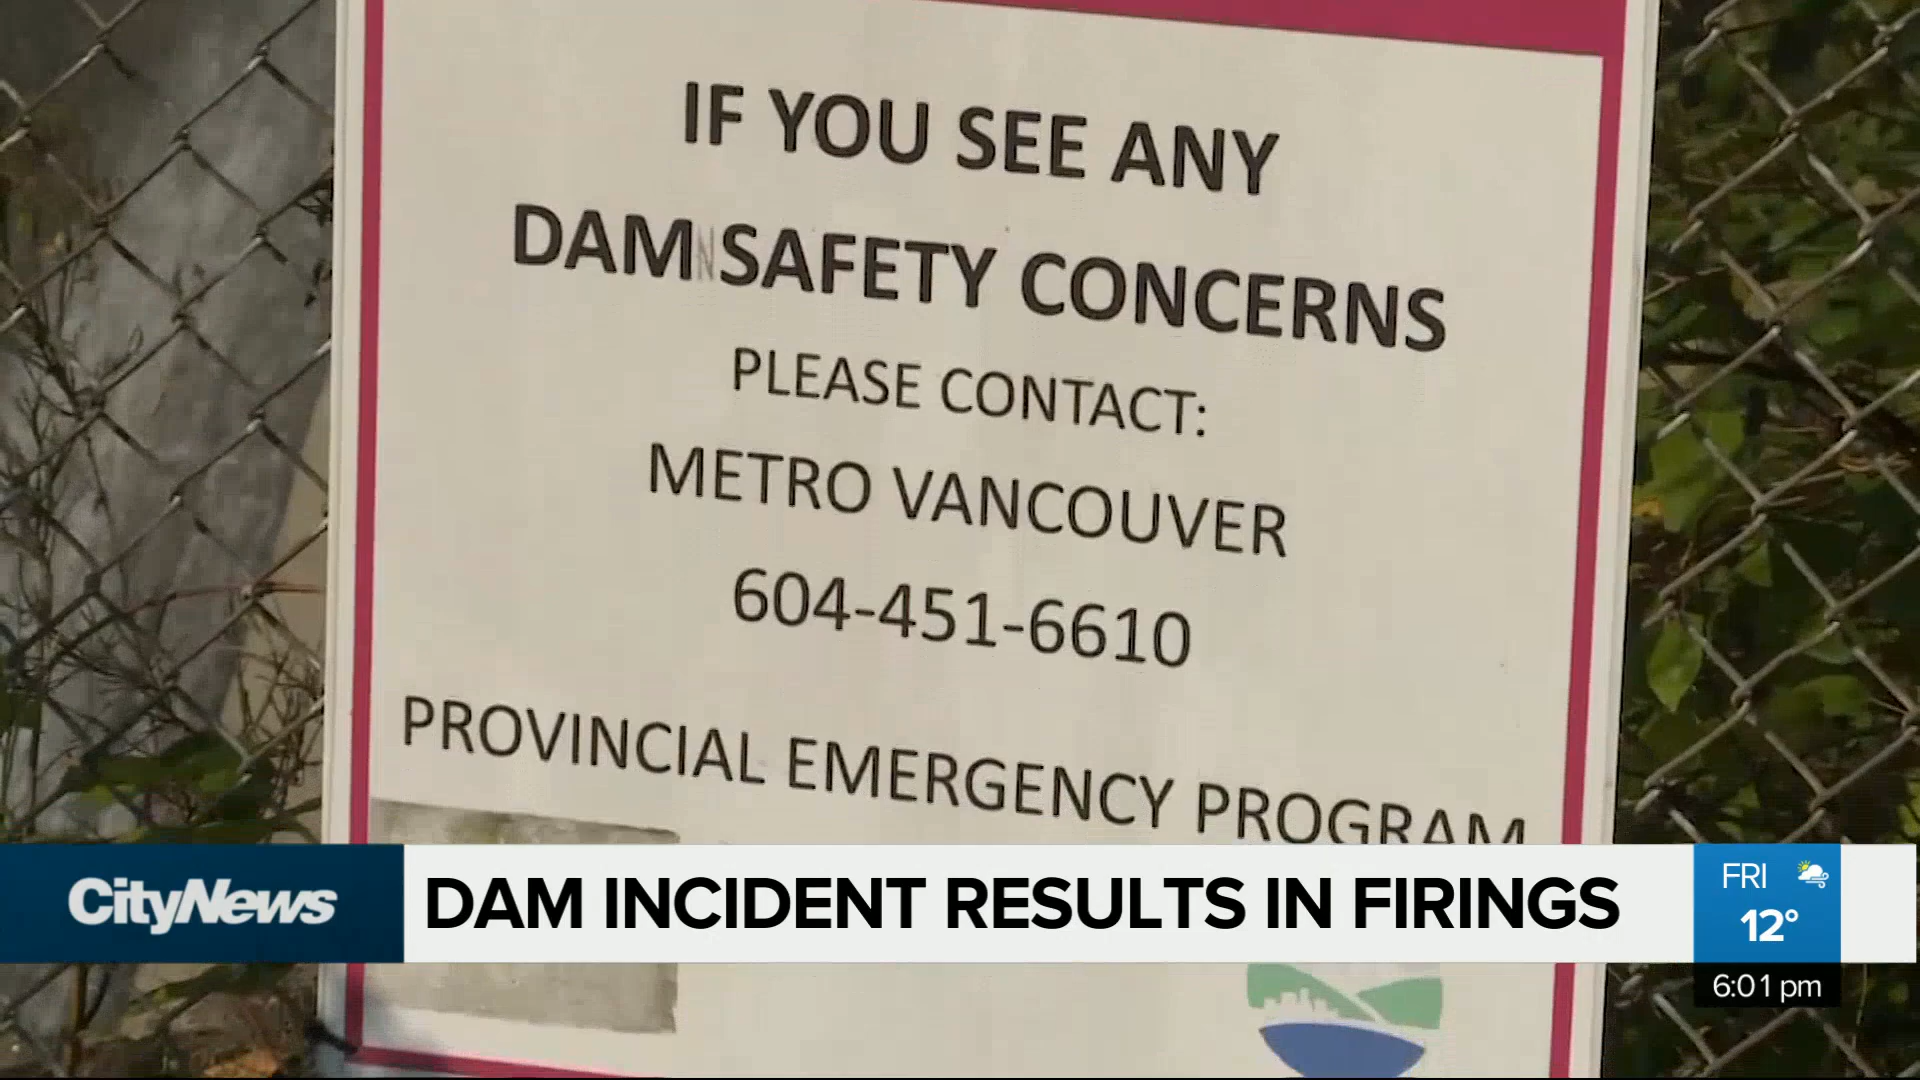 IF YOU SEE ANY
DAM SAFETY CONCERNS
PLEASE CONTACT:
METRO VANCOUVER
604-451-6610
PROVINCIAL EMERGENCY PROGRAM
CityNews
DAM INCIDENT RESULTS IN FIRINGS
FRI
12°
6:01 pm